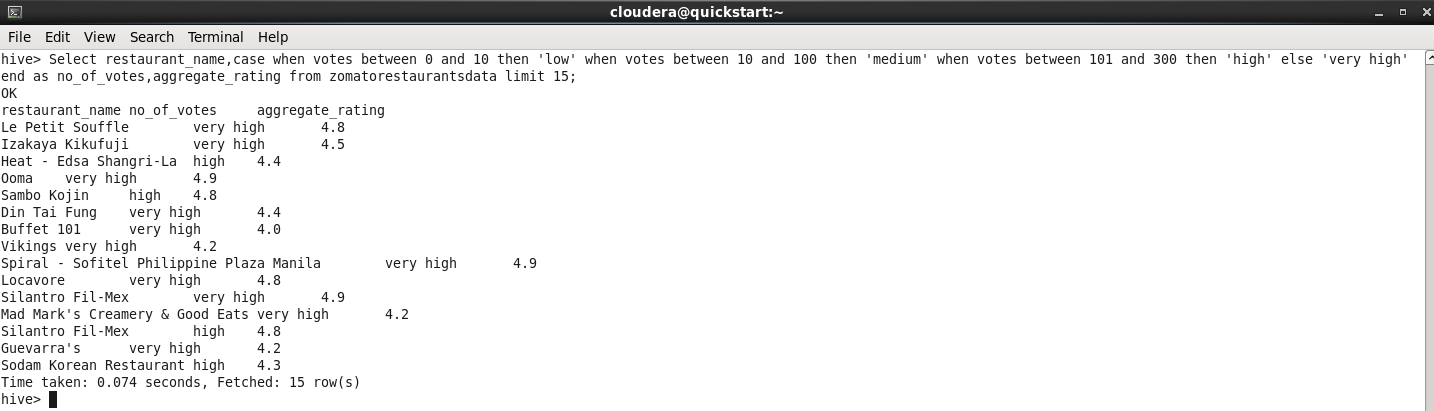 cloudera@quickstart:~
File Edit View Search Terminal Help
hive> Select restaurant_name,case when votes between 0 and 10 then 'low' when votes between 10 and 100 then 'medium' when votes between 101 and 300 then 'high' else 'very high'
end as no_of_votes,aggregate_rating from zomatorestaurantsdata limit 15;
OK
restaurant_name no_of_votes     aggregate_rating
Le Petit Souffle        very high       4.8
Izakaya Kikufuji        very high       4.5
Heat - Edsa Shangri-La  high    4.4
Ooma    very high       4.9
Sambo Kojin     high    4.8
Din Tai Fung    very high       4.4
Buffet 101      very high       4.0
Vikings very high       4.2
Spiral - Sofitel Philippine Plaza Manila        very high       4.9
Locavore        very high       4.8
Silantro Fil-Mex        very high       4.9
Mad Mark's Creamery & Good Eats very high       4.2
Silantro Fil-Mex        high    4.8
Guevarra's      very high       4.2
Sodam Korean Restaurant high    4.3
Time taken: 0.074 seconds, Fetched: 15 row(s)
hive>